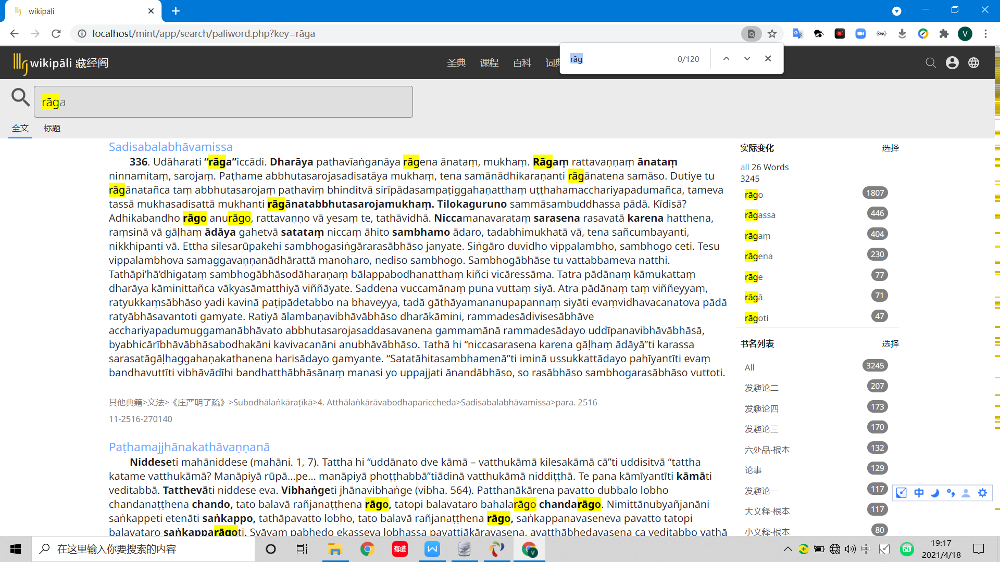 wikipāḷi
localhost/mint/app/search/paliword.php?key=rāga
V
rāg
0/120
wikipāli 藏经阁
圣典 课程 百科 词典
rāga
全文 标题
Sadisabalabhāvamissa
336. Udāharati “rāga”iccādi. Dharāya pathavīaṅganāya rāgena ānataṃ, mukhaṃ. Rāgaṃ rattavaṇṇaṃ ānataṃ
ninnamitaṃ, sarojaṃ. Paṭhame abbhutasarojasadisatāya mukhaṃ, tena samānādhikaraṇanti rāgānatena samāso. Dutiye tu
rāgānatañca taṃ abbhutasarojaṃ pathaviṃ bhinditvā sirīpādasampaṭiggahaṇatthaṃ uṭṭhahamacchariyapadumañca, tameva
tassā mukhasadisattā mukhanti rāgānatabbhutasarojamukhaṃ. Tilokaguruno sammāsambuddhassa pādā. Kīdisā?
Adhikabandho rāgo anurāgo, rattavaṇṇo vā yesaṃ te, tathāvidhā. Niccamanavarataṃ sarasena rasavatā karena hatthena,
raṃsinā vā gāḷhaṃ ādāya gahetvā satataṃ niccaṃ āhito sambhamo ādaro, tadabhimukhatā vā, tena sañcumbayanti,
nikkhipanti vā. Ettha silesarūpakehi sambhogasiṅgārarasābhāso janyate. Siṅgāro duvidho vippalambho, sambhogo ceti. Tesu
vippalambhova samaggavaṇṇanādhārattā manoharo, nediso sambhogo. Sambhogābhāse tu vattabbameva natthi.
Tathāpi’hā’dhigataṃ sambhogābhāsodāharaṇaṃ bālappabodhanatthaṃ kiñci vicāressāma. Tatra pādānaṃ kāmukattaṃ
dharāya kāminittañca vākyasāmatthiyā viññāyate. Saddena vuccamānaṃ puna vuttaṃ siyā. Atra pādānaṃ taṃ viññeyyaṃ,
ratyukkaṃsābhāso yadi kavinā paṭipādetabbo na bhaveyya, tadā gāthāyamananupapannaṃ siyāti evaṃvidhavacanatova pādā
ratyābhāsavantoti gamyate. Ratiyā ālambaṇavibhāvābhāso dharākāmini, rammadesādivisesābhāve
acchariyapadumuggamanābhāvato abbhutasarojasaddasavanena gammamānā rammadesādayo uddīpanavibhāvābhāsā,
byabhicārībhāvābhāsabodhakāni kavivacanāni anubhāvābhāso. Tathā hi “niccasarasena karena gāḷhaṃ ādāyā”ti karassa
sarasatāgāḷhaggahaṇakathanena harisādayo gamyante. “Satatāhitasambhamenā”ti iminā ussukkattādayo pahīyantīti evaṃ
bandhavuttīti vibhāvādīhi bandhatthābhāsānaṃ manasi yo uppajjati ānandābhāso, so rasābhāso sambhogarasābhāso vuttoti.
其他典籍>文法>《庄严明了疏》>Subodhālaṅkāraṭīkā>4. Atthālaṅkārāvabodhapariccheda>Sadisabalabhāvamissa>para. 2516
11-2516-270140
Paṭhamajjhānakathāvaṇṇanā
Niddeseti mahāniddese (mahāni. 1, 7). Tattha hi “uddānato dve kāmā – vatthukāmā kilesakāmā cā”ti uddisitvā “tattha
katame vatthukāmā? Manāpiyā rūpā…pe… manāpiyā phoṭṭhabbā”tiādinā vatthukāmā niddiṭṭhā. Te pana kāmīyantīti kāmāti
veditabbā. Tatthevāti niddese eva. Vibhaṅgeti jhānavibhaṅge (vibha. 564). Patthanākārena pavatto dubbalo lobho
chandanaṭṭhena chando, tato balavā rañjanaṭṭhena rāgo, tatopi balavataro bahalarāgo chandarāgo. Nimittānubyañjanāni
saṅkappeti etenāti saṅkappo, tathāpavatto lobho, tato balavā rañjanaṭṭhena rāgo, saṅkappanavaseneva pavatto tatopi
balavataro saṅkapparāgoti. Svāyaṃ pabhedo ekasseva lobhassa pavattiākāravasena, avatthābhedavasena ca veditabbo yathā
实际变化 选择
all 26 Words
3245
rāgo 1807
rāgassa 446
rāgaṃ 404
rāgena 230
rāge 77
rāgā 71
rāgoti 47
书名列表 选择
All 3245
发趣论二 207
发趣论四 173
发趣论三 170
六处品-根本 132
论事 129
发趣论一 117
大义释-根本 117
小义释-根本 80
中
在这里输入你要搜索的内容
有道
V
中
60
19:17
2021/4/18